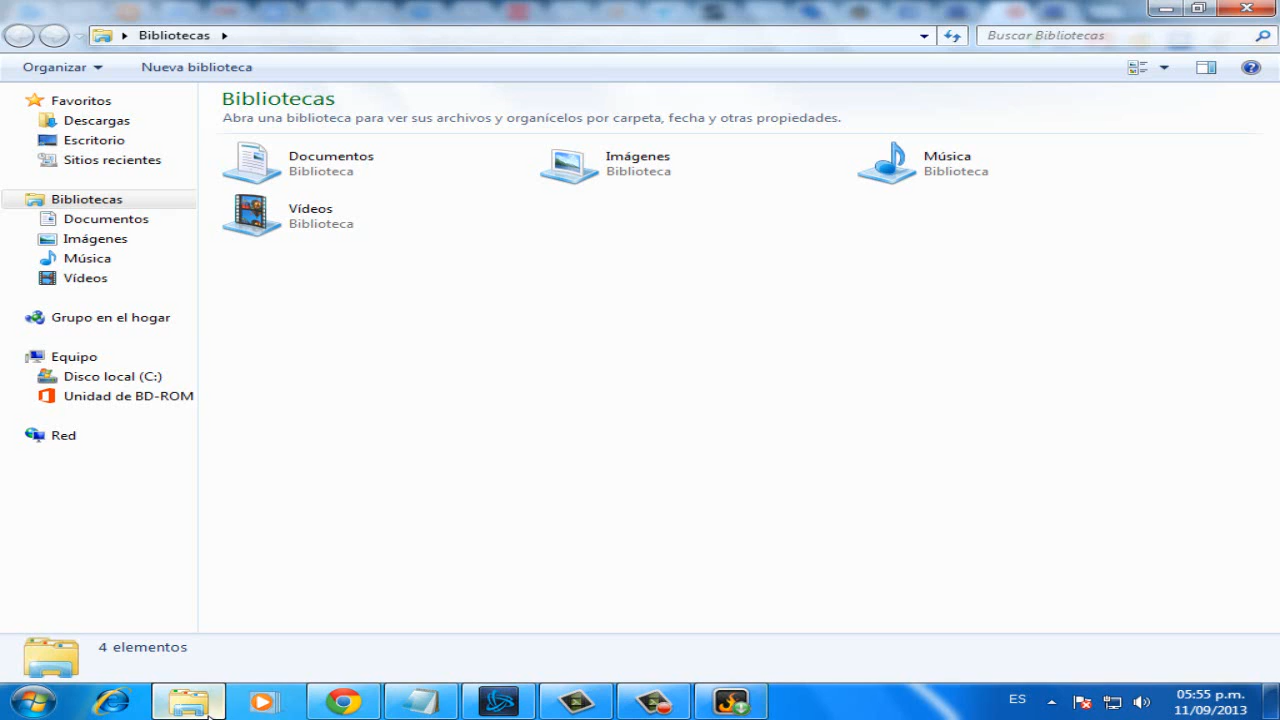 Bibliotecas
Buscar Bibliotecas
Organizar
Nueva biblioteca
Favoritos
Descargas
Escritorio
Sitios recientes
Bibliotecas
Documentos
Imágenes
Música
Vídeos
Grupo en el hogar
Equipo
Disco local (C:)
Unidad de BD-ROM
Red
Bibliotecas
Abra una biblioteca para ver sus archivos y organícelos por carpeta, fecha y otras propiedades.
Documentos
Biblioteca
Imágenes
Biblioteca
Música
Biblioteca
Vídeos
Biblioteca
4 elementos
ES
05:55 p.m.
11/09/2013